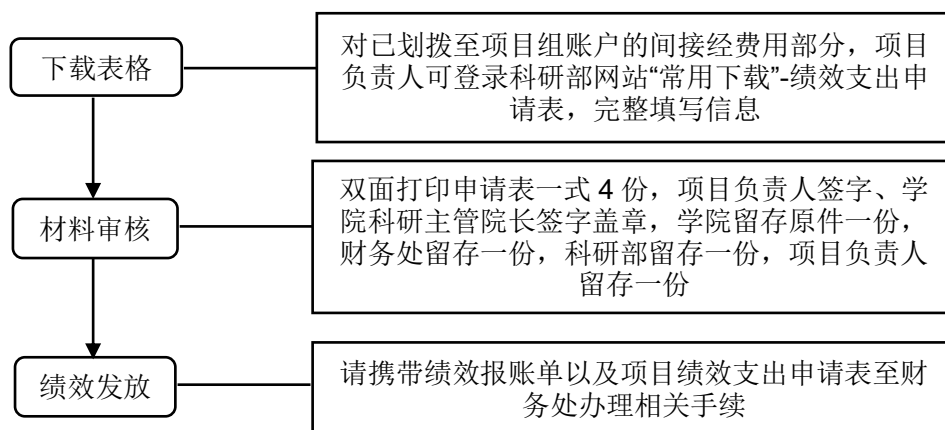 下载表格
对已划拨至项目组账户的间接经费用部分，项目
负责人可登录科研部网站“常用下载”-绩效支出申
请表，完整填写信息
材料审核
双面打印申请表一式 4 份，项目负责人签字、学
院科研主管院长签字盖章，学院留存原件一份，
财务处留存一份，科研部留存一份，项目负责人
留存一份
绩效发放
请携带绩效报账单以及项目绩效支出申请表至财
务处办理相关手续